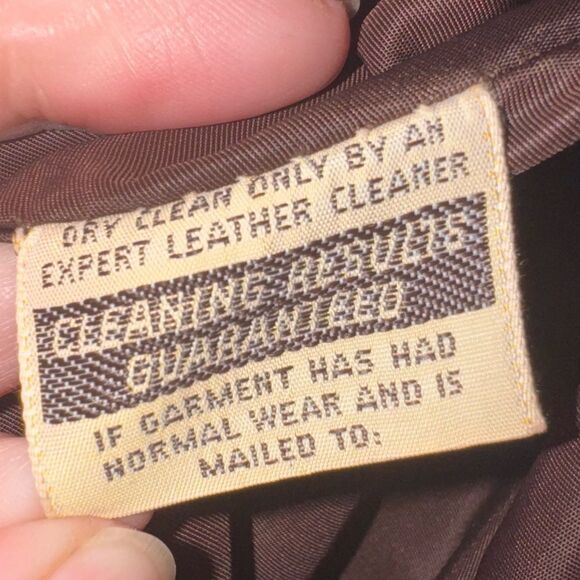 DRY CLEAN ONLY BY AN
EXPERT LEATHER CLEANER
CLEANING RESULTS
GUARANTEED
IF GARMENT HAS HAD
NORMAL WEAR AND IS
MAILED TO: